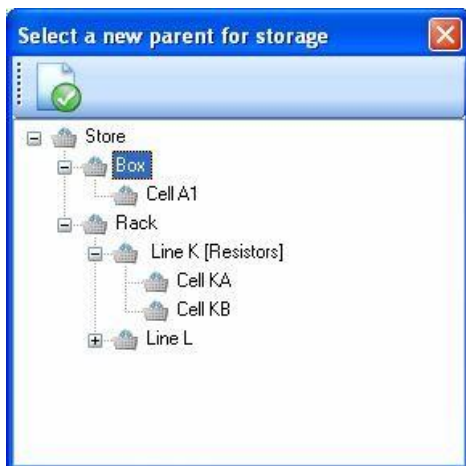 Select a new parent for storage
Store
Box
Cell A1
Rack
Line K [Resistors]
Cell KA
Cell KB
Line L